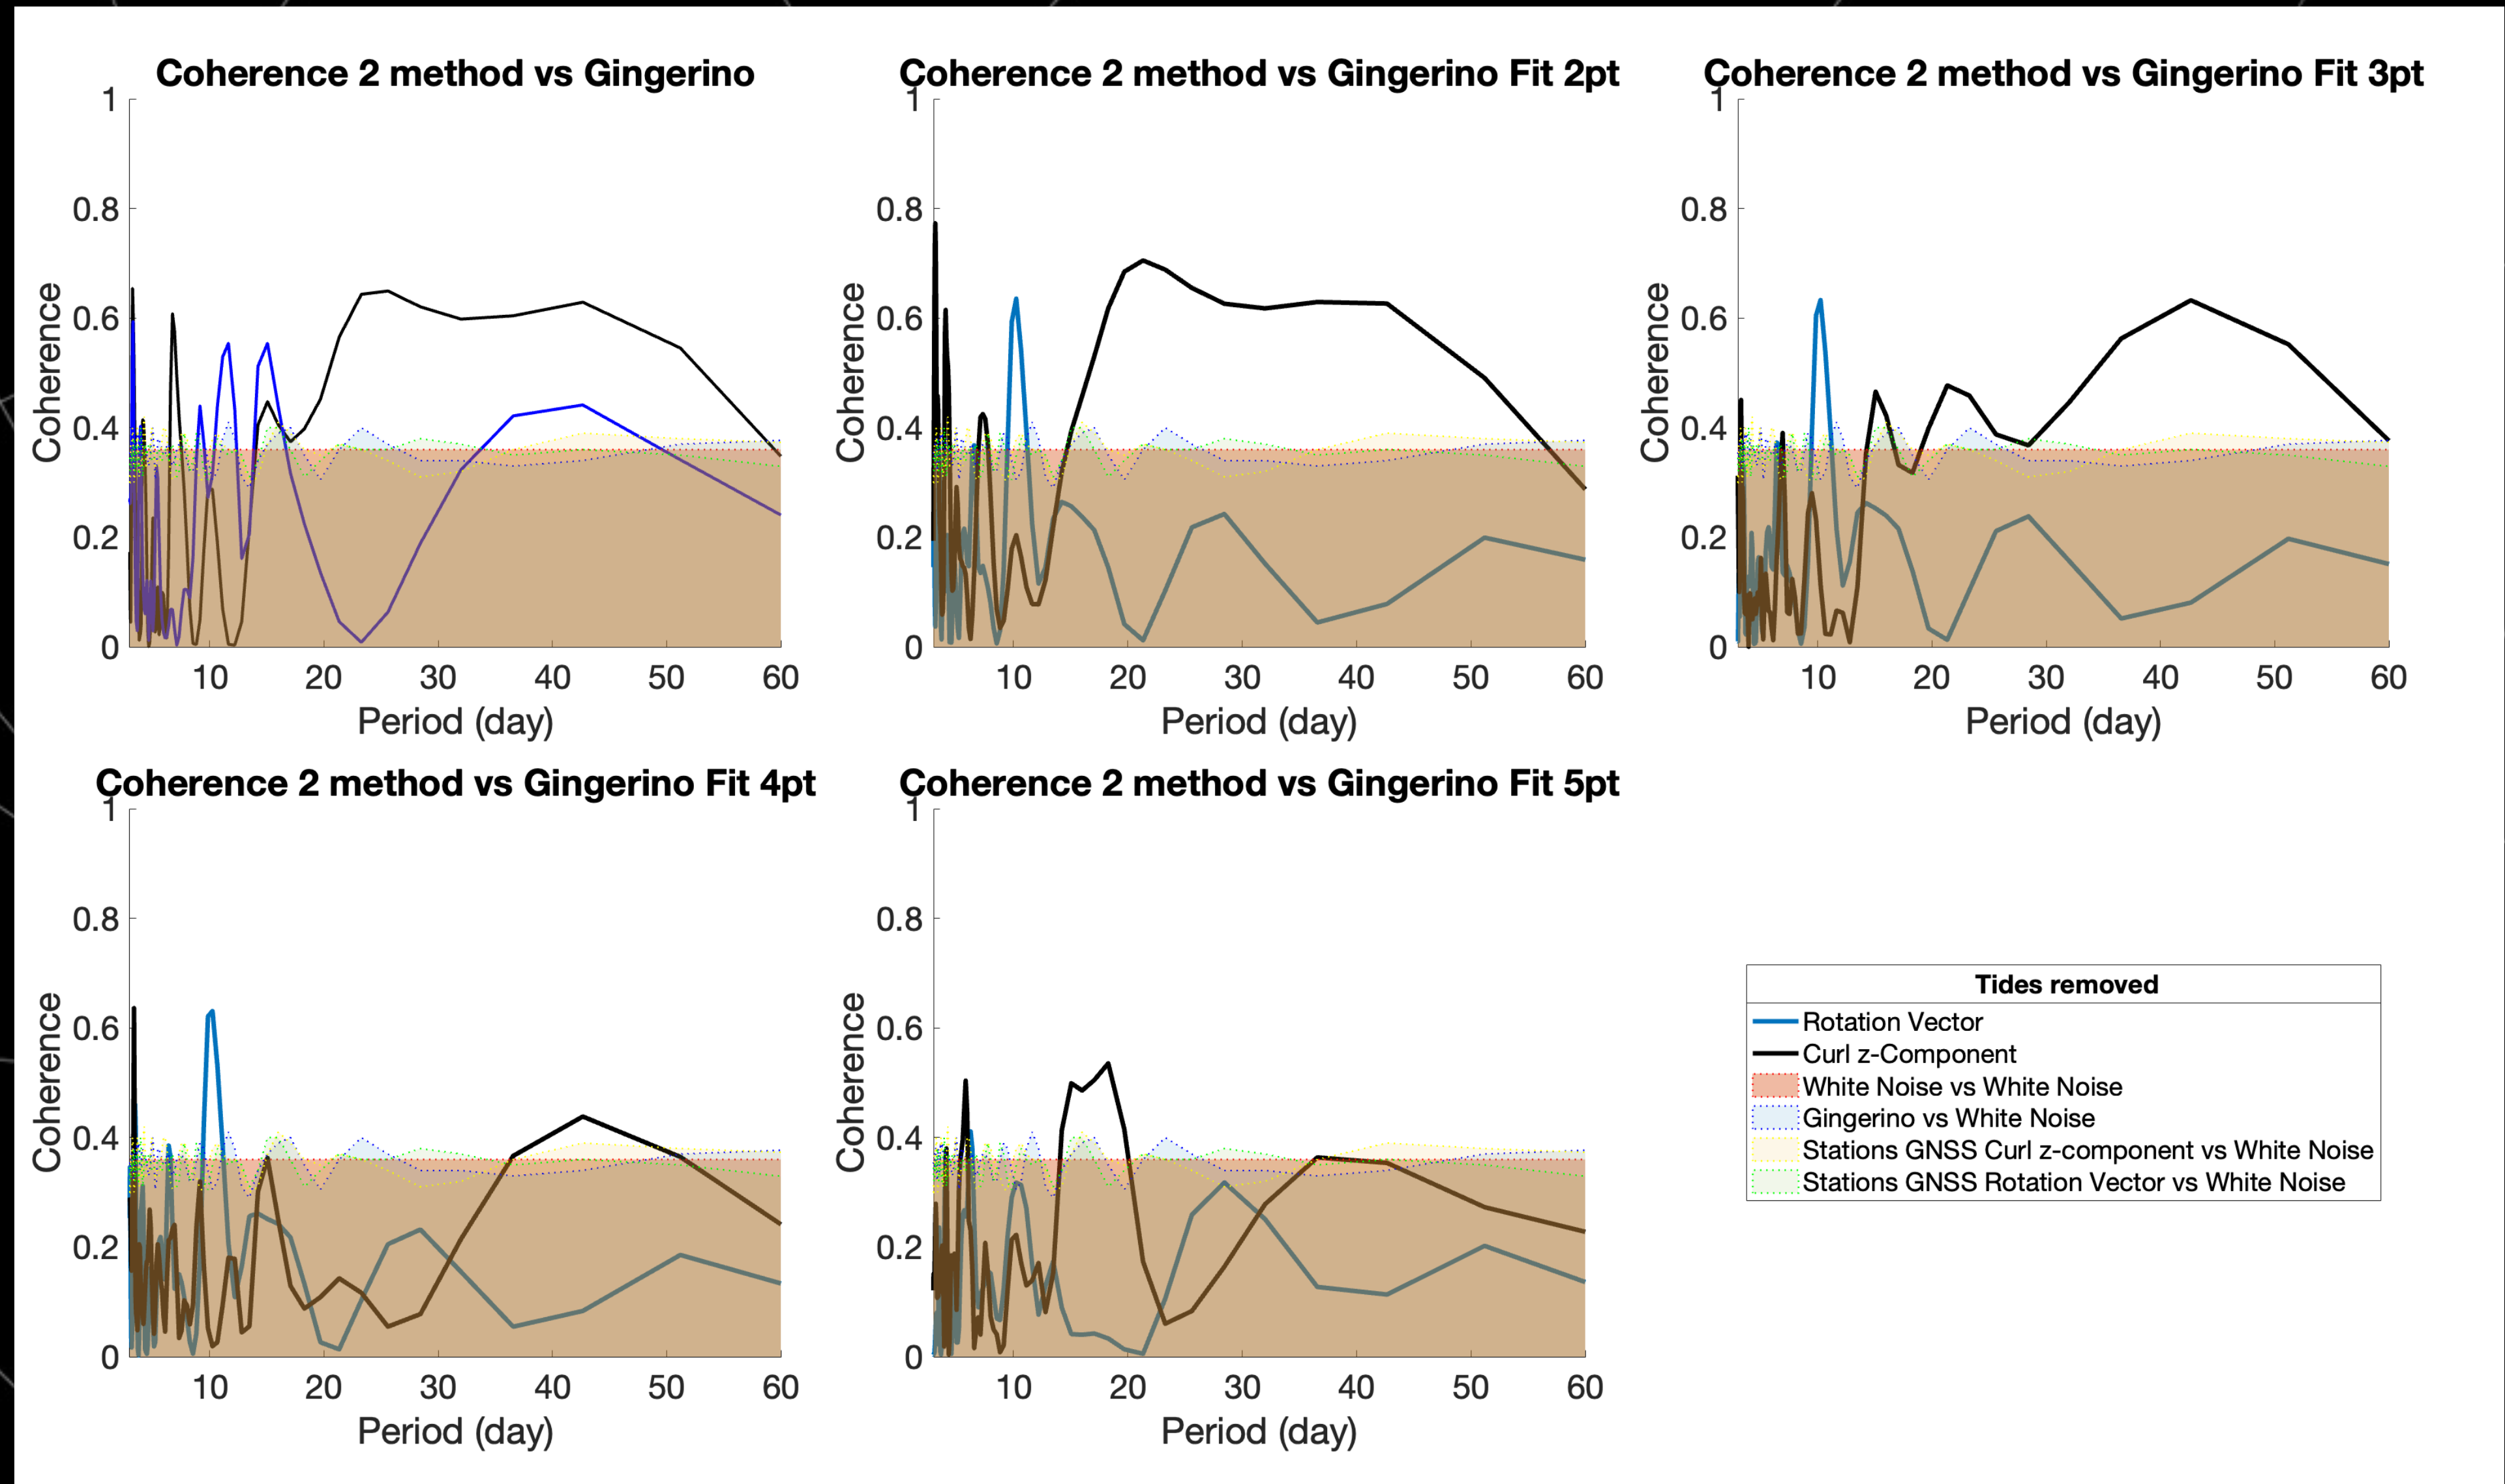 Coherence 2 method vs Gingerino
1
0.8
0.6
0.4
0.2
0
Coherence
10 20 30 40 50 60
Period (day)
Coherence 2 method vs Gingerino Fit 2pt
1
0.8
0.6
0.4
0.2
0
Coherence
10 20 30 40 50 60
Period (day)
Coherence 2 method vs Gingerino Fit 3pt
1
0.8
0.6
0.4
0.2
0
Coherence
10 20 30 40 50 60
Period (day)
Coherence 2 method vs Gingerino Fit 4pt
1
0.8
0.6
0.4
0.2
0
Coherence
10 20 30 40 50 60
Period (day)
Coherence 2 method vs Gingerino Fit 5pt
1
0.8
0.6
0.4
0.2
0
Coherence
10 20 30 40 50 60
Period (day)
Tides removed
Rotation Vector
Curl z-Component
White Noise vs White Noise
Gingerino vs White Noise
Stations GNSS Curl z-component vs White Noise
Stations GNSS Rotation Vector vs White Noise